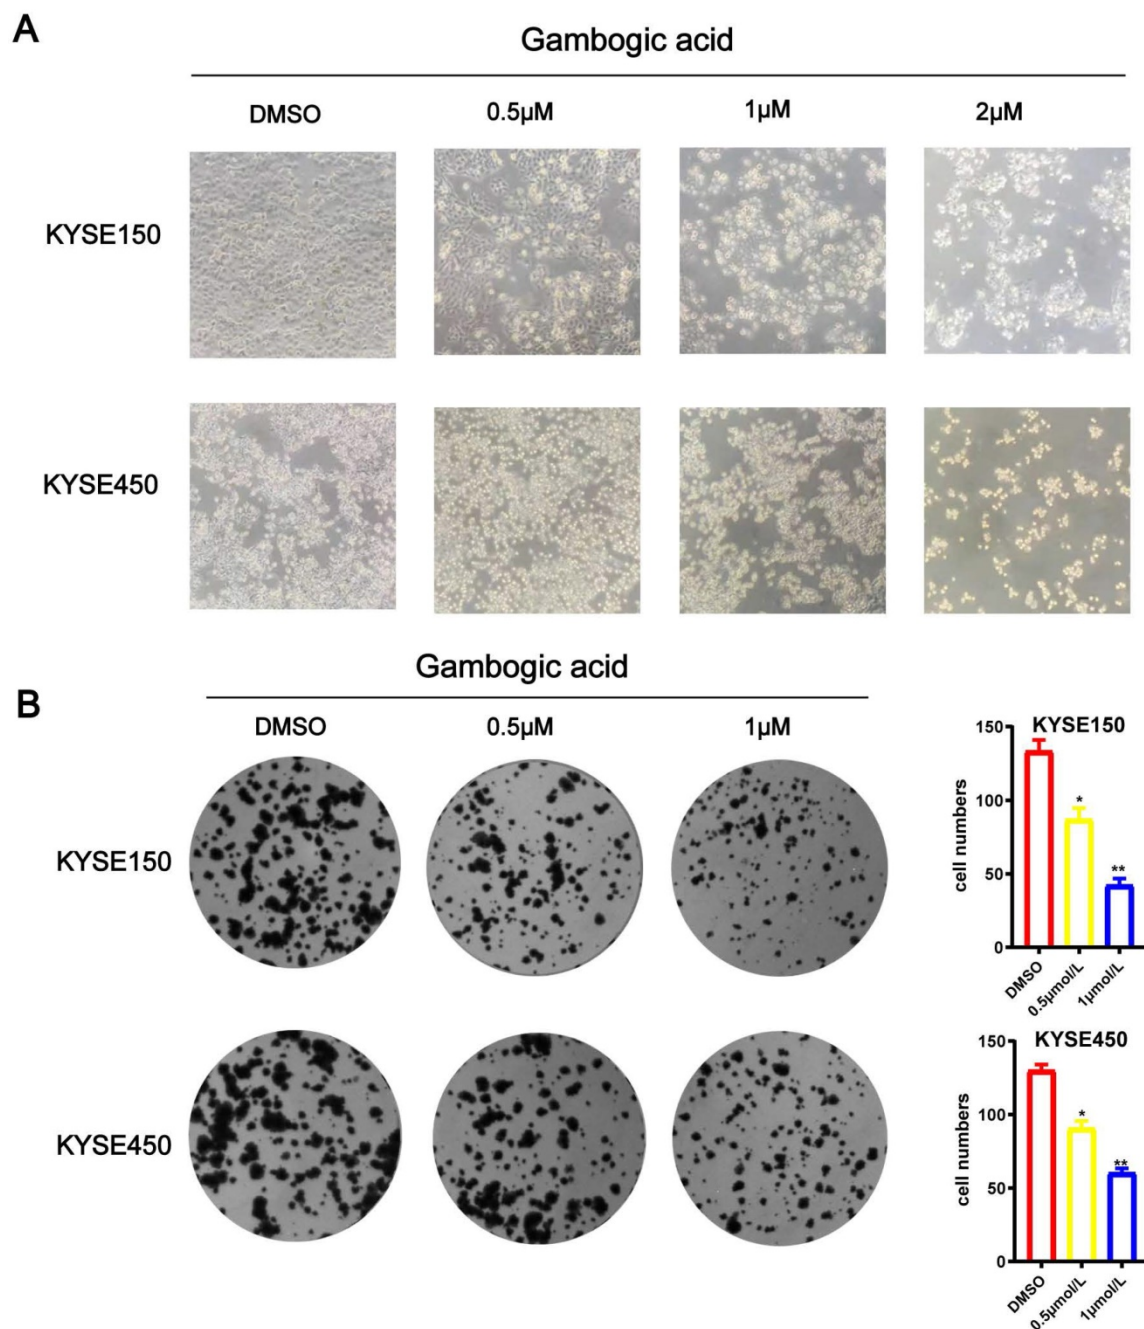 A
Gambogic acid
DMSO 0.5μM 1μM 2μM
KYSE150
KYSE450
Gambogic acid
B
DMSO 0.5μM 1μM
KYSE150
KYSE450
KYSE150
cell numbers
150
100
50
0
*
**
DMSO
0.5μmol/L
1μmol/L
KYSE450
cell numbers
150
100
50
0
*
**
DMSO
0.5μmol/L
1μmol/L